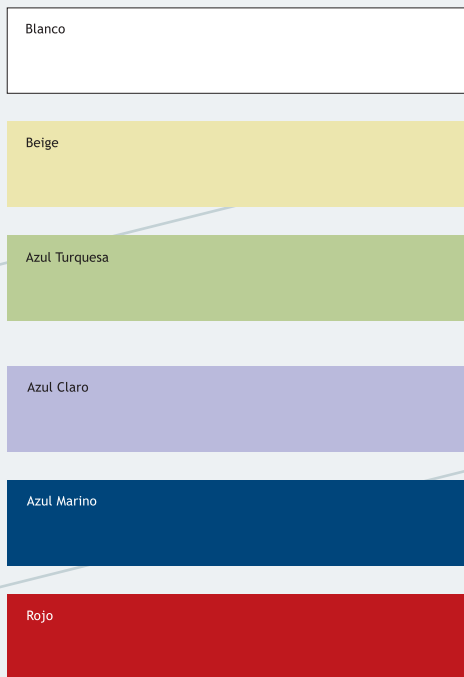 Blanco
Beige
Azul Turquesa
Azul Claro
Azul Marino
Rojo